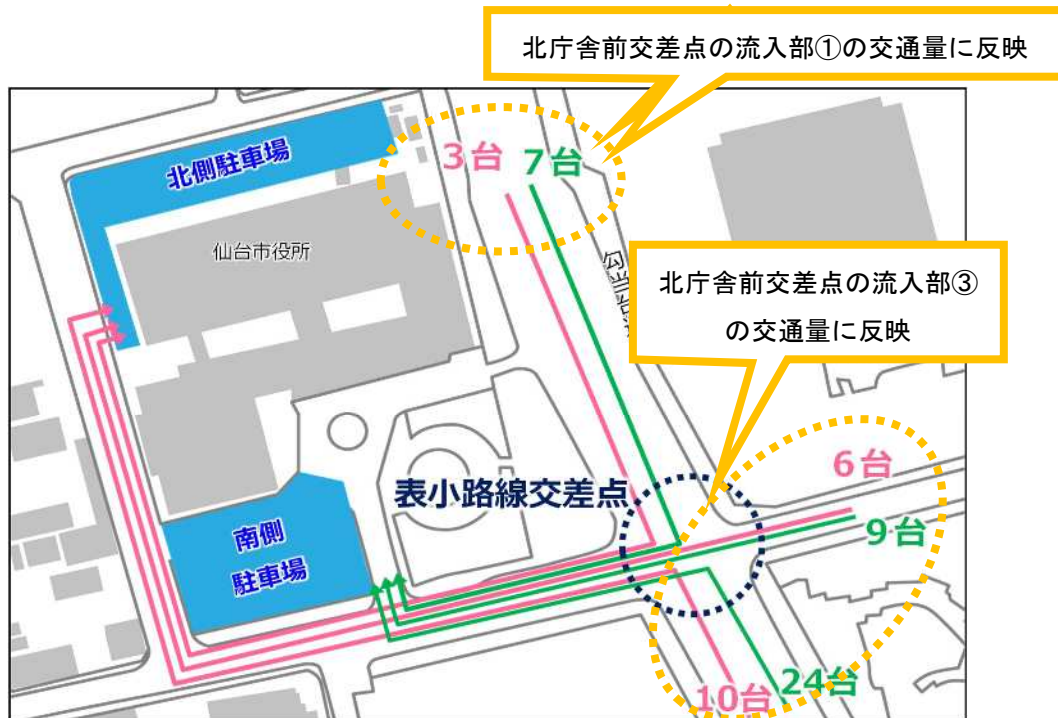 北庁舎前交差点の流入部①の交通量に反映
北側駐車場
3台
7台
仙台市役所
北庁舎前交差点の流入部③
の交通量に反映
6台
表小路線交差点
9台
南側
駐車場
10台
24台